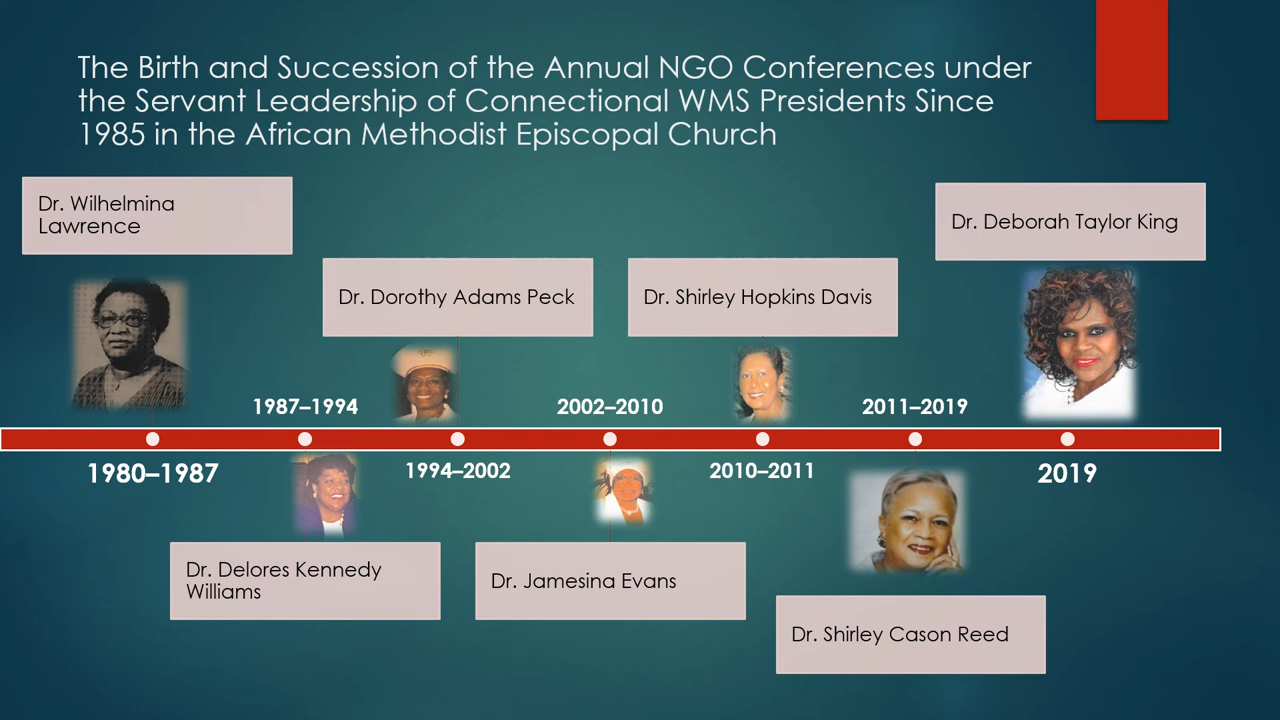 The Birth and Succession of the Annual NGO Conferences under
the Servant Leadership of Connectional WMS Presidents Since
1985 in the African Methodist Episcopal Church
Dr. Wilhelmina
Lawrence
Dr. Deborah Taylor King
Dr. Dorothy Adams Peck
Dr. Shirley Hopkins Davis
1987–1994
2002–2010
2011–2019
1980–1987
1994–2002
2010–2011
2019
Dr. Delores Kennedy
Williams
Dr. Jamesina Evans
Dr. Shirley Cason Reed